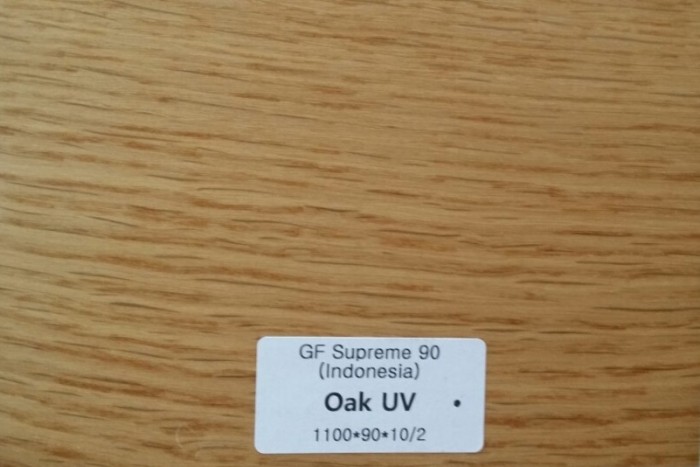 GF Supreme 90
(Indonesia)
Oak UV •
1100*90*10/2